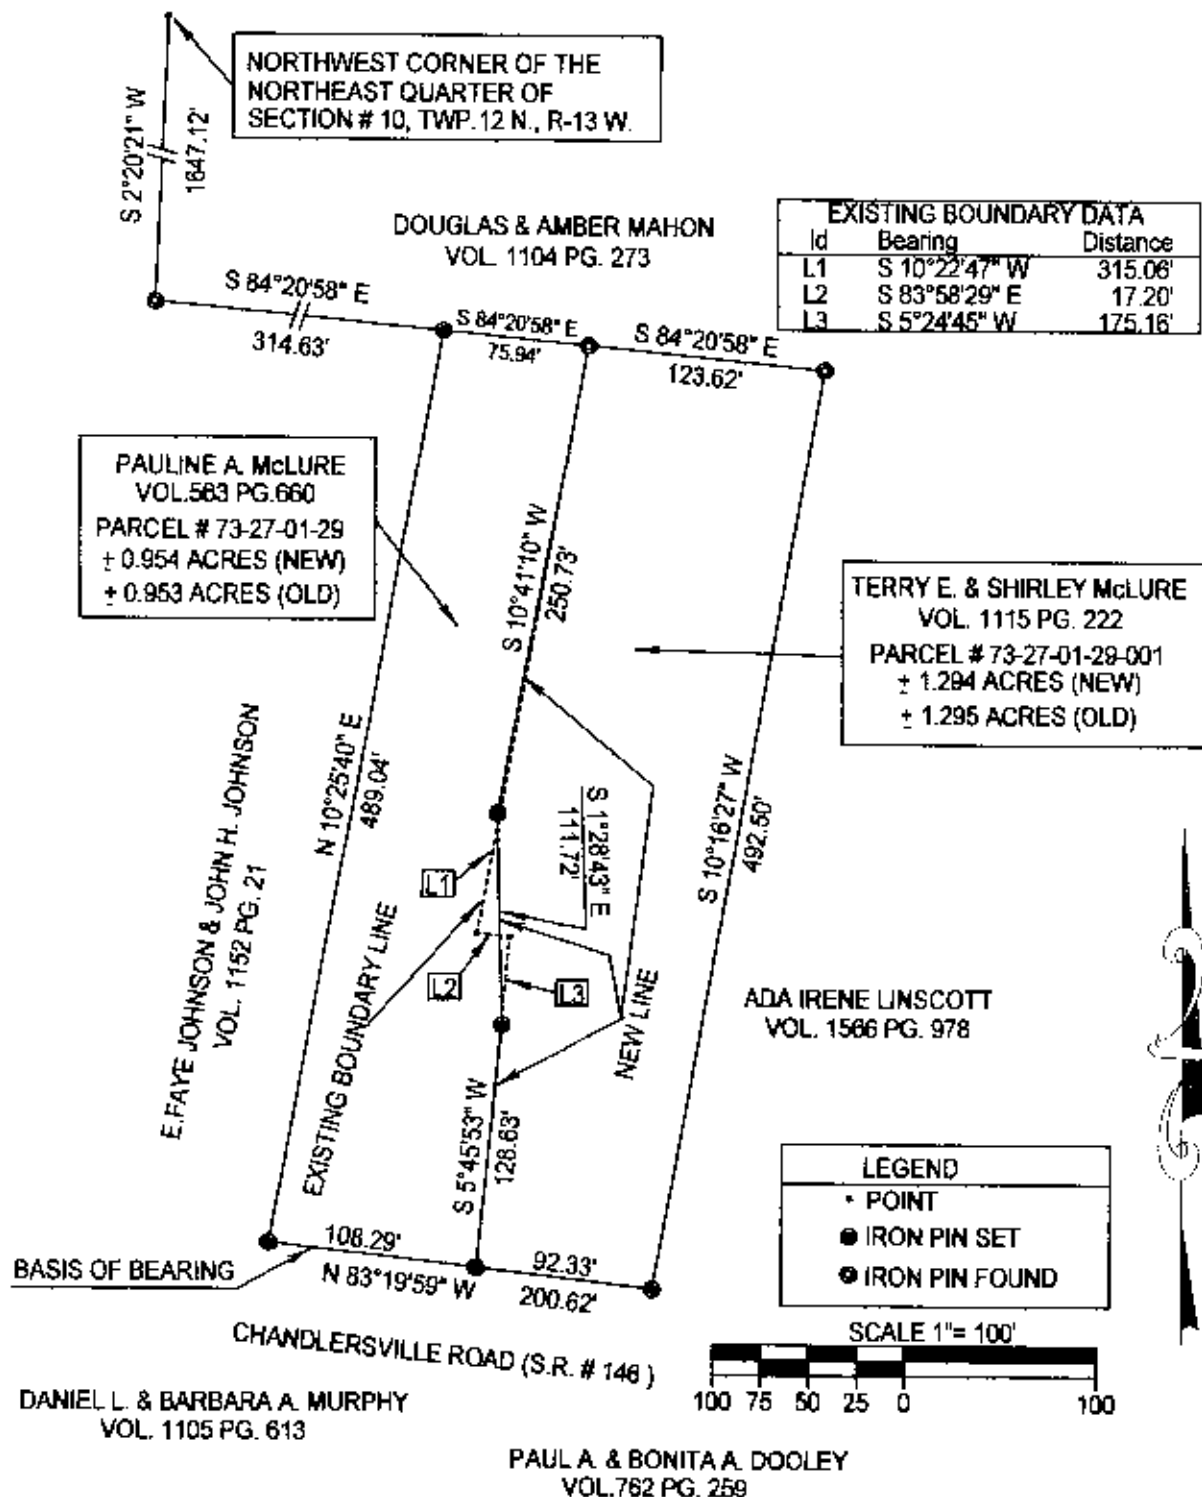 NORTHWEST CORNER OF THE
NORTHEAST QUARTER OF
SECTION # 10, TWP. 12 N., R-13 W.
S 2°20'21" W
1647.12'
DOUGLAS & AMBER MAHON
VOL. 1104 PG. 273
EXISTING BOUNDARY DATA
Id Bearing Distance
L1 S 10°22'47" W 315.06'
L2 S 83°58'29" E 17.20'
L3 S 5°24'45" W 175.16'
S 84°20'58" E
314.63'
S 84°20'58" E
75.94'
S 84°20'58" E
123.62'
PAULINE A. McLURE
VOL.563 PG.660
PARCEL # 73-27-01-29
± 0.954 ACRES (NEW)
± 0.953 ACRES (OLD)
S 10°41'10" W
250.73'
TERRY E. & SHIRLEY McLURE
VOL. 1115 PG. 222
PARCEL # 73-27-01-29-001
± 1.294 ACRES (NEW)
± 1.295 ACRES (OLD)
N 10°25'40" E
489.04'
S 10°16'27" W
492.50'
S 1°28'43" E
111.72'
E.FAYE JOHNSON & JOHN H. JOHNSON
VOL. 1152 PG. 21
L1
L2
L3
EXISTING BOUNDARY LINE
NEW LINE
ADA IRENE LINSCOTT
VOL. 1566 PG. 978
S 5°45'53" W
128.63'
LEGEND
POINT
IRON PIN SET
IRON PIN FOUND
BASIS OF BEARING
108.29'
N 83°19'59" W
92.33'
200.62'
CHANDLERSVILLE ROAD (S.R. # 146 )
SCALE 1"= 100'
100 75 50 25 0 100
DANIEL L. & BARBARA A. MURPHY
VOL. 1105 PG. 613
PAUL A. & BONITA A. DOOLEY
VOL.762 PG. 259